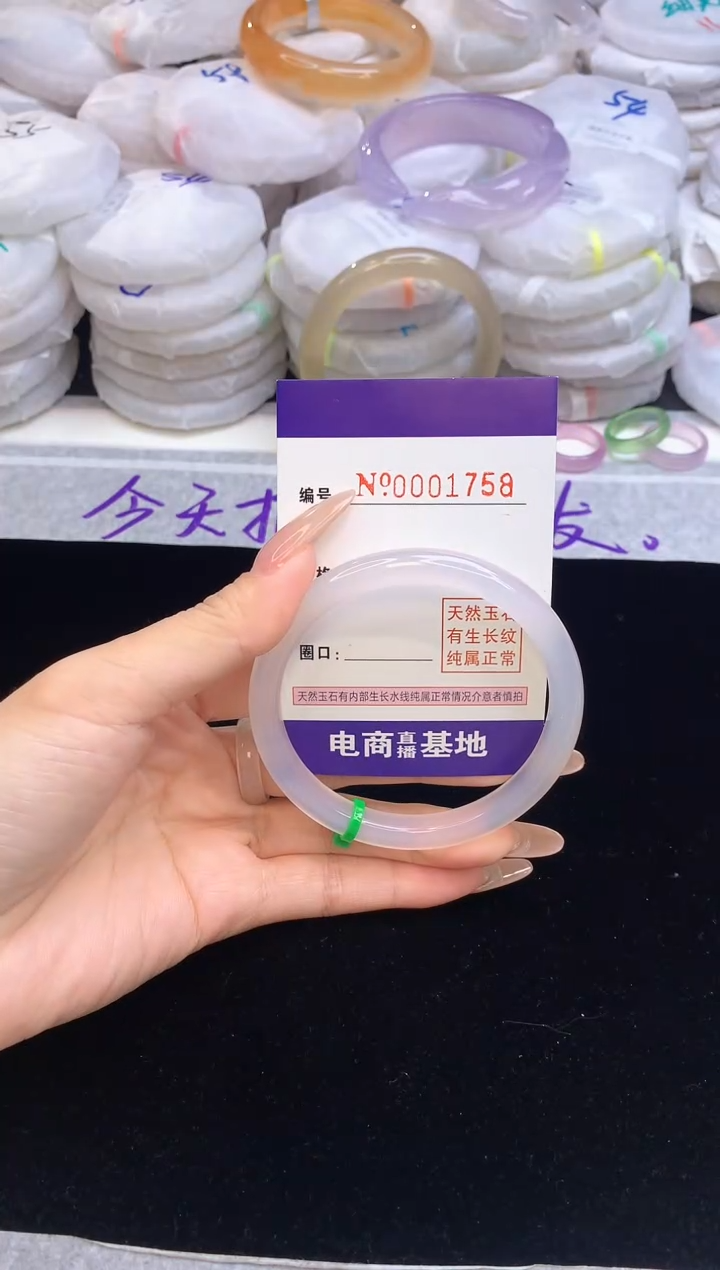 编号 Nº0001758
格
圈口:
天然玉石
有生长纹
纯属正常
天然玉石有内部生长水线纯属正常情况介意者慎拍
电商直播基地
今天 发。